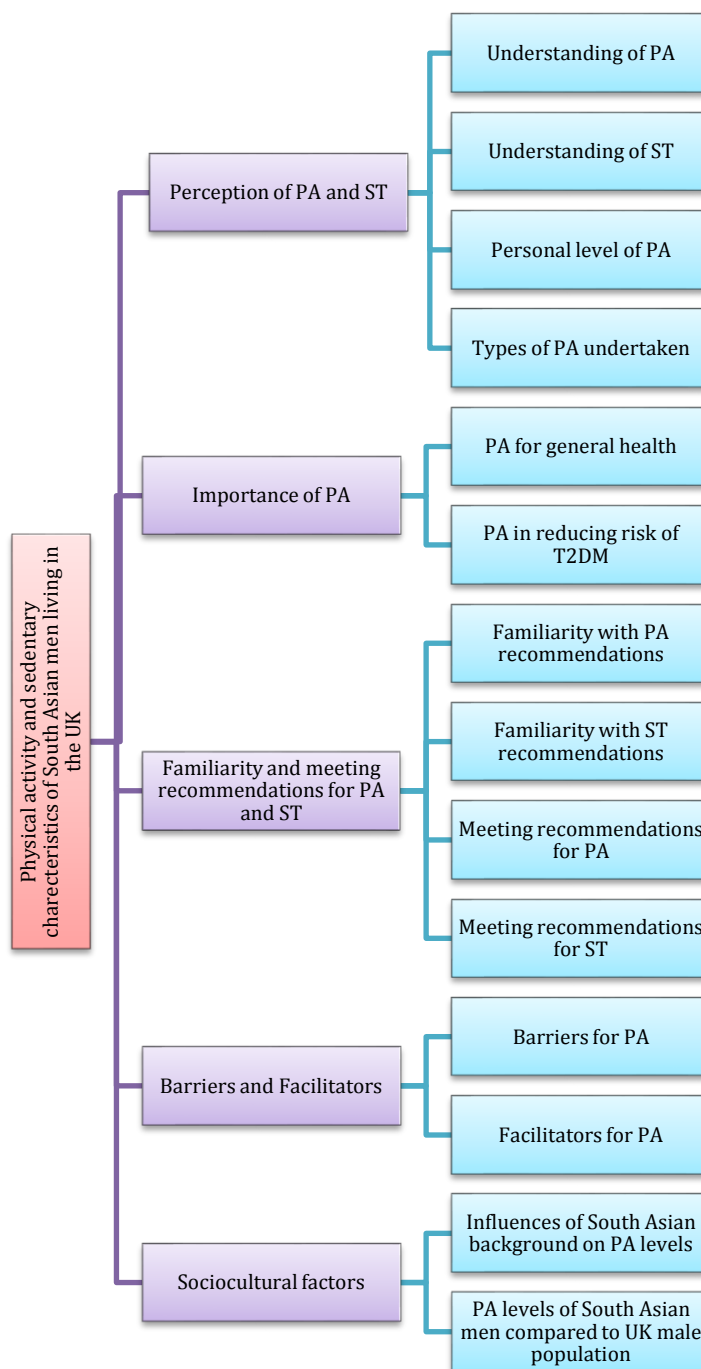 Physical activity and sedentary
charecteristics of South Asian men living in
the UK
Perception of PA and ST
Understanding of PA
Understanding of ST
Personal level of PA
Types of PA undertaken
Importance of PA
PA for general health
PA in reducing risk of
T2DM
Familiarity and meeting
recommendations for PA
and ST
Familiarity with PA
recommendations
Familiarity with ST
recommendations
Meeting recommendations
for PA
Meeting recommendations
for ST
Barriers and Facilitators
Barriers for PA
Facilitators for PA
Sociocultural factors
Influences of South Asian
background on PA levels
PA levels of South Asian
men compared to UK male
population